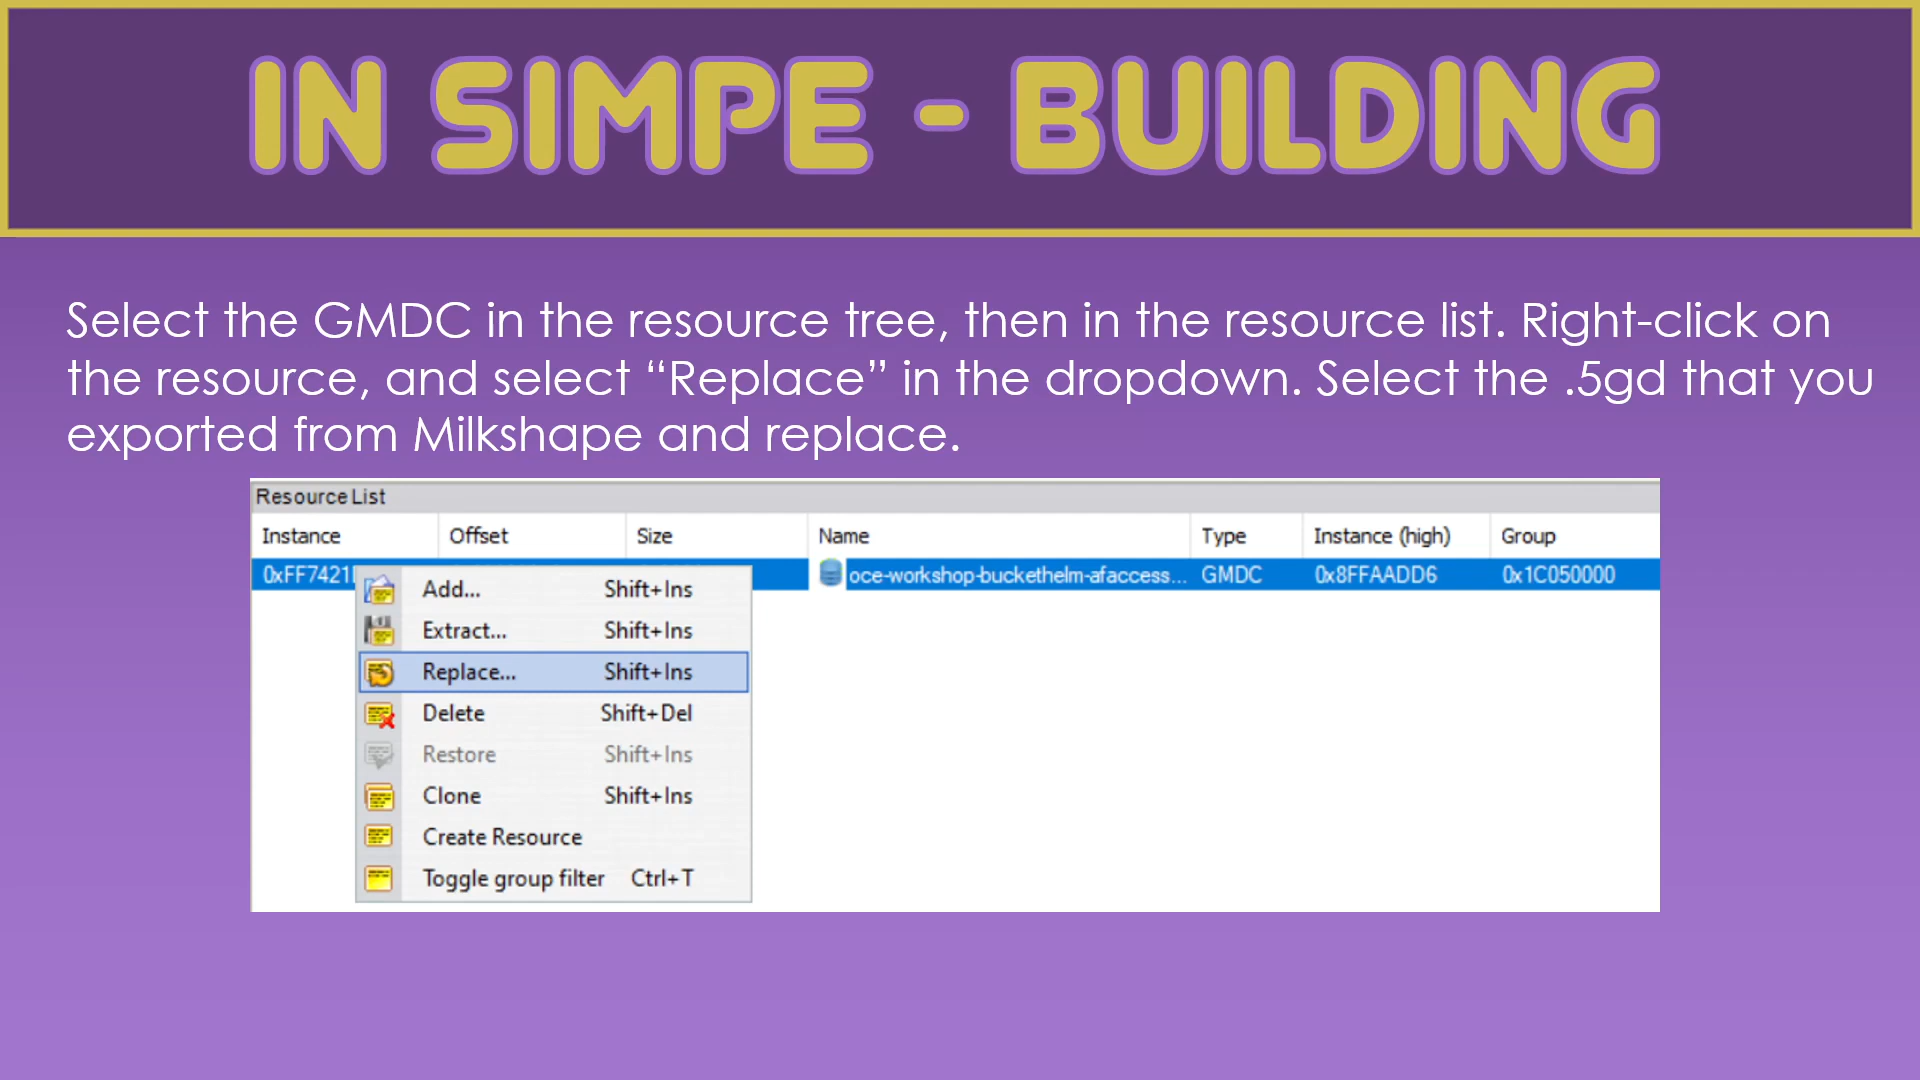 IN SIMPE - BUILDING
Select the GMDC in the resource tree, then in the resource list. Right-click on
the resource, and select “Replace” in the dropdown. Select the .5gd that you
exported from Milkshape and replace.
Resource List
Instance Offset Size Name Type Instance (high) Group
0xFF7421 oce-workshop-buckethelm-afaccess... GMDC 0x8FFAADD6 0x1C050000
Add... Shift+Ins
Extract... Shift+Ins
Replace... Shift+Ins
Delete Shift+Del
Restore Shift+Ins
Clone Shift+Ins
Create Resource
Toggle group filter Ctrl+T